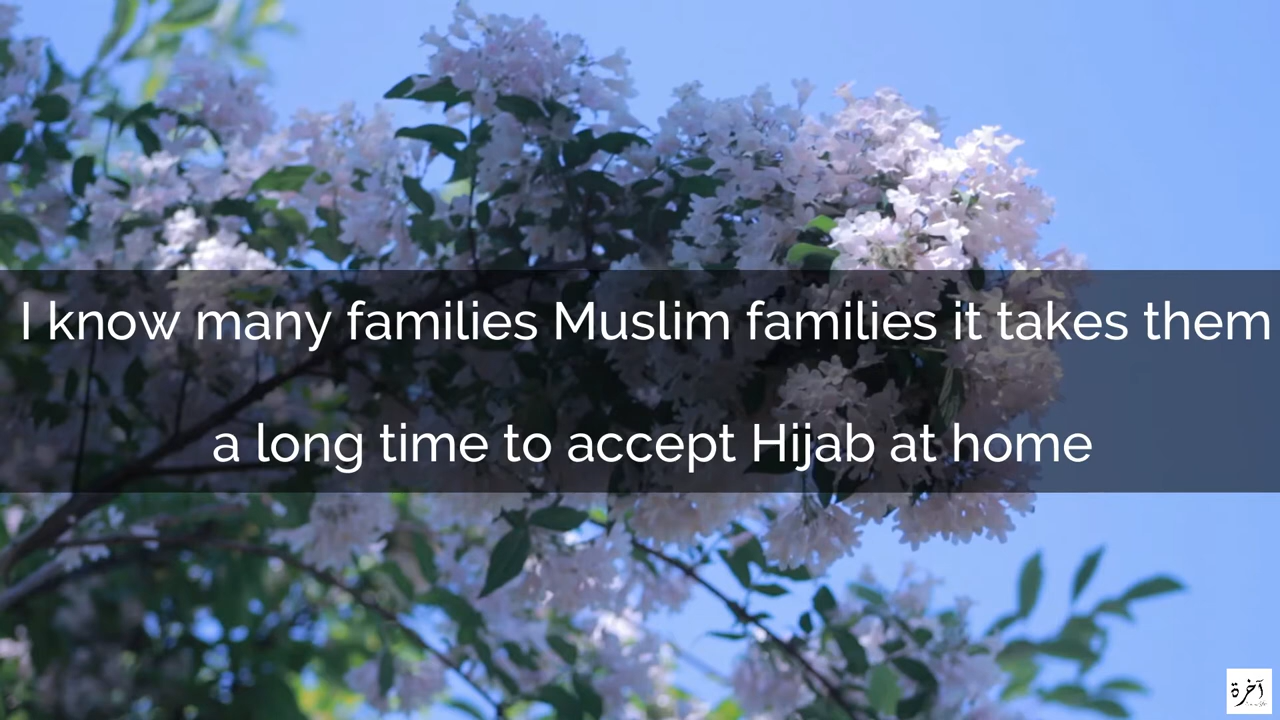 I know many families Muslim families it takes them
a long time to accept Hijab at home
آخرة